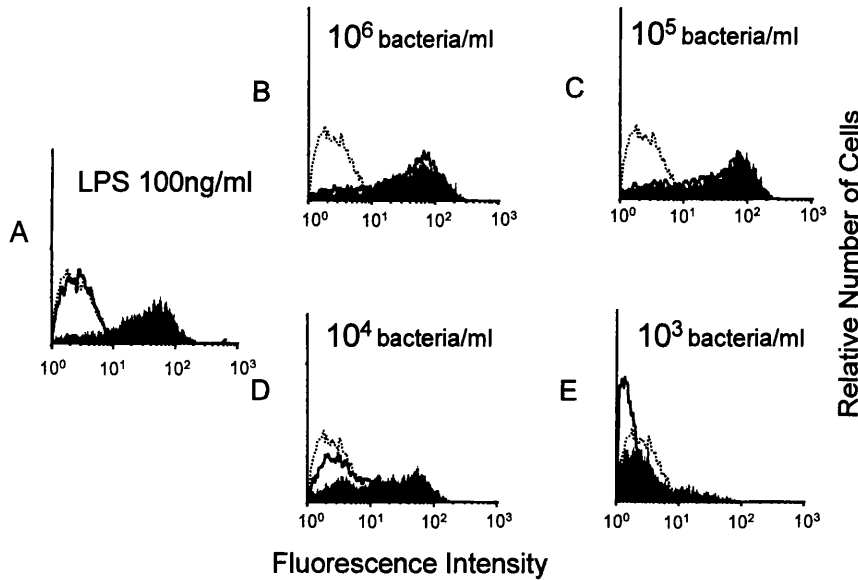 A
LPS 100ng/ml
10⁰ 10¹ 10² 10³
B
10⁶ bacteria/ml
10⁰ 10¹ 10² 10³
C
10⁵ bacteria/ml
10⁰ 10¹ 10² 10³
D
10⁴ bacteria/ml
10⁰ 10¹ 10² 10³
E
10³ bacteria/ml
10⁰ 10¹ 10² 10³
Fluorescence Intensity
Relative Number of Cells